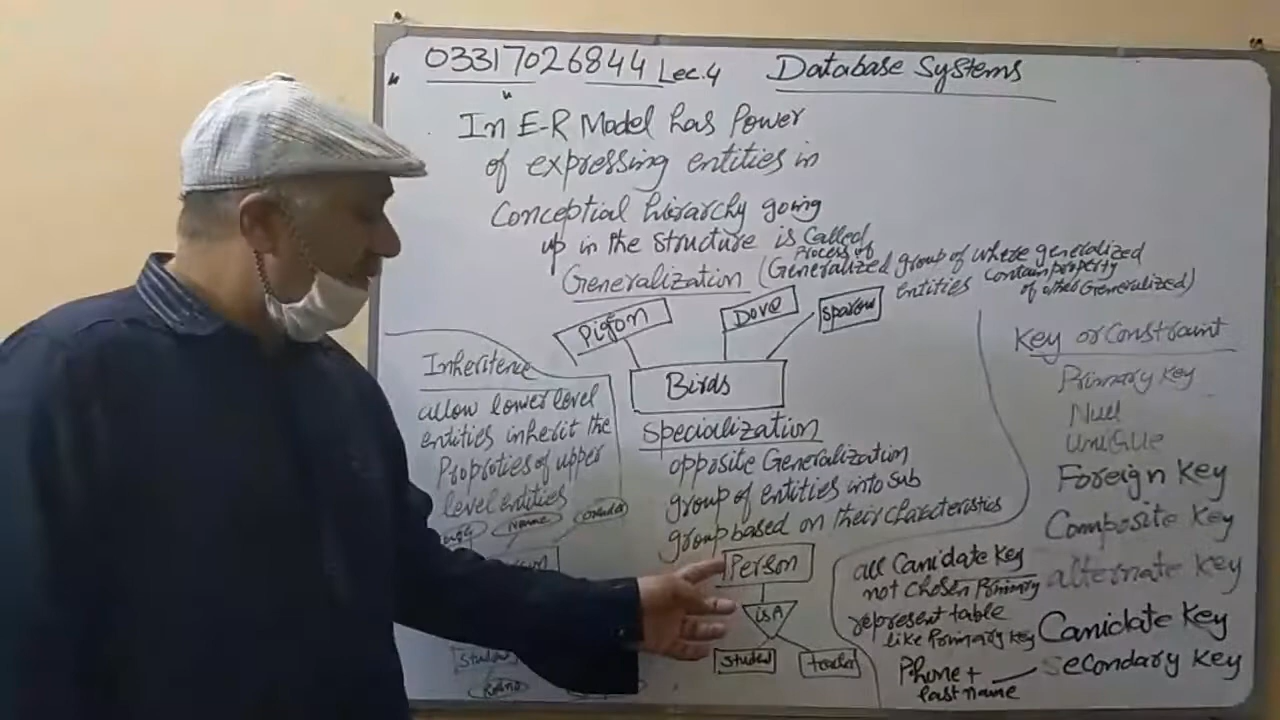 03317026844 Lec.4 Database Systems
In E-R Model has Power
of expressing entities in
Conceptial hierarchy going
up in the structure is Called
Generalization (Process of
Generalized group of where generalized
entities contain property
of other Generalized)
Pigon
Dove
Sparow
Birds
Inheritence
allow lower level
entities inherit the
Proproties of upper
level entities
Name
Specialization
opposite Generalization
group of entities into sub
group based on their characteristics
Person
isA
Student
teacher
Key or Constraint
Primary Key
Null
UNIQUE
Foreign Key
Composite Key
alternate Key
Canidate Key
Secondary Key
all Canidate Key
not chosen Primary
represent table
like Primary Key
Phone +
last name